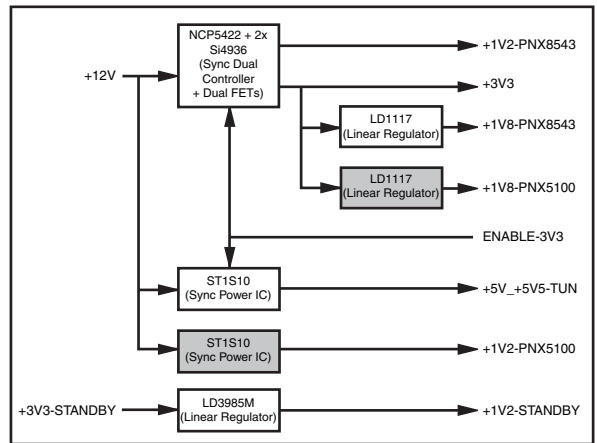 NCP5422 + 2x
Si4936
(Sync Dual
Controller
+ Dual FETs)
+1V2-PNX8543
+12V
+3V3
LD1117
(Linear Regulator)
+1V8-PNX8543
LD1117
(Linear Regulator)
+1V8-PNX5100
ENABLE-3V3
ST1S10
(Sync Power IC)
+5V_+5V5-TUN
ST1S10
(Sync Power IC)
+1V2-PNX5100
+3V3-STANDBY
LD3985M
(Linear Regulator)
+1V2-STANDBY